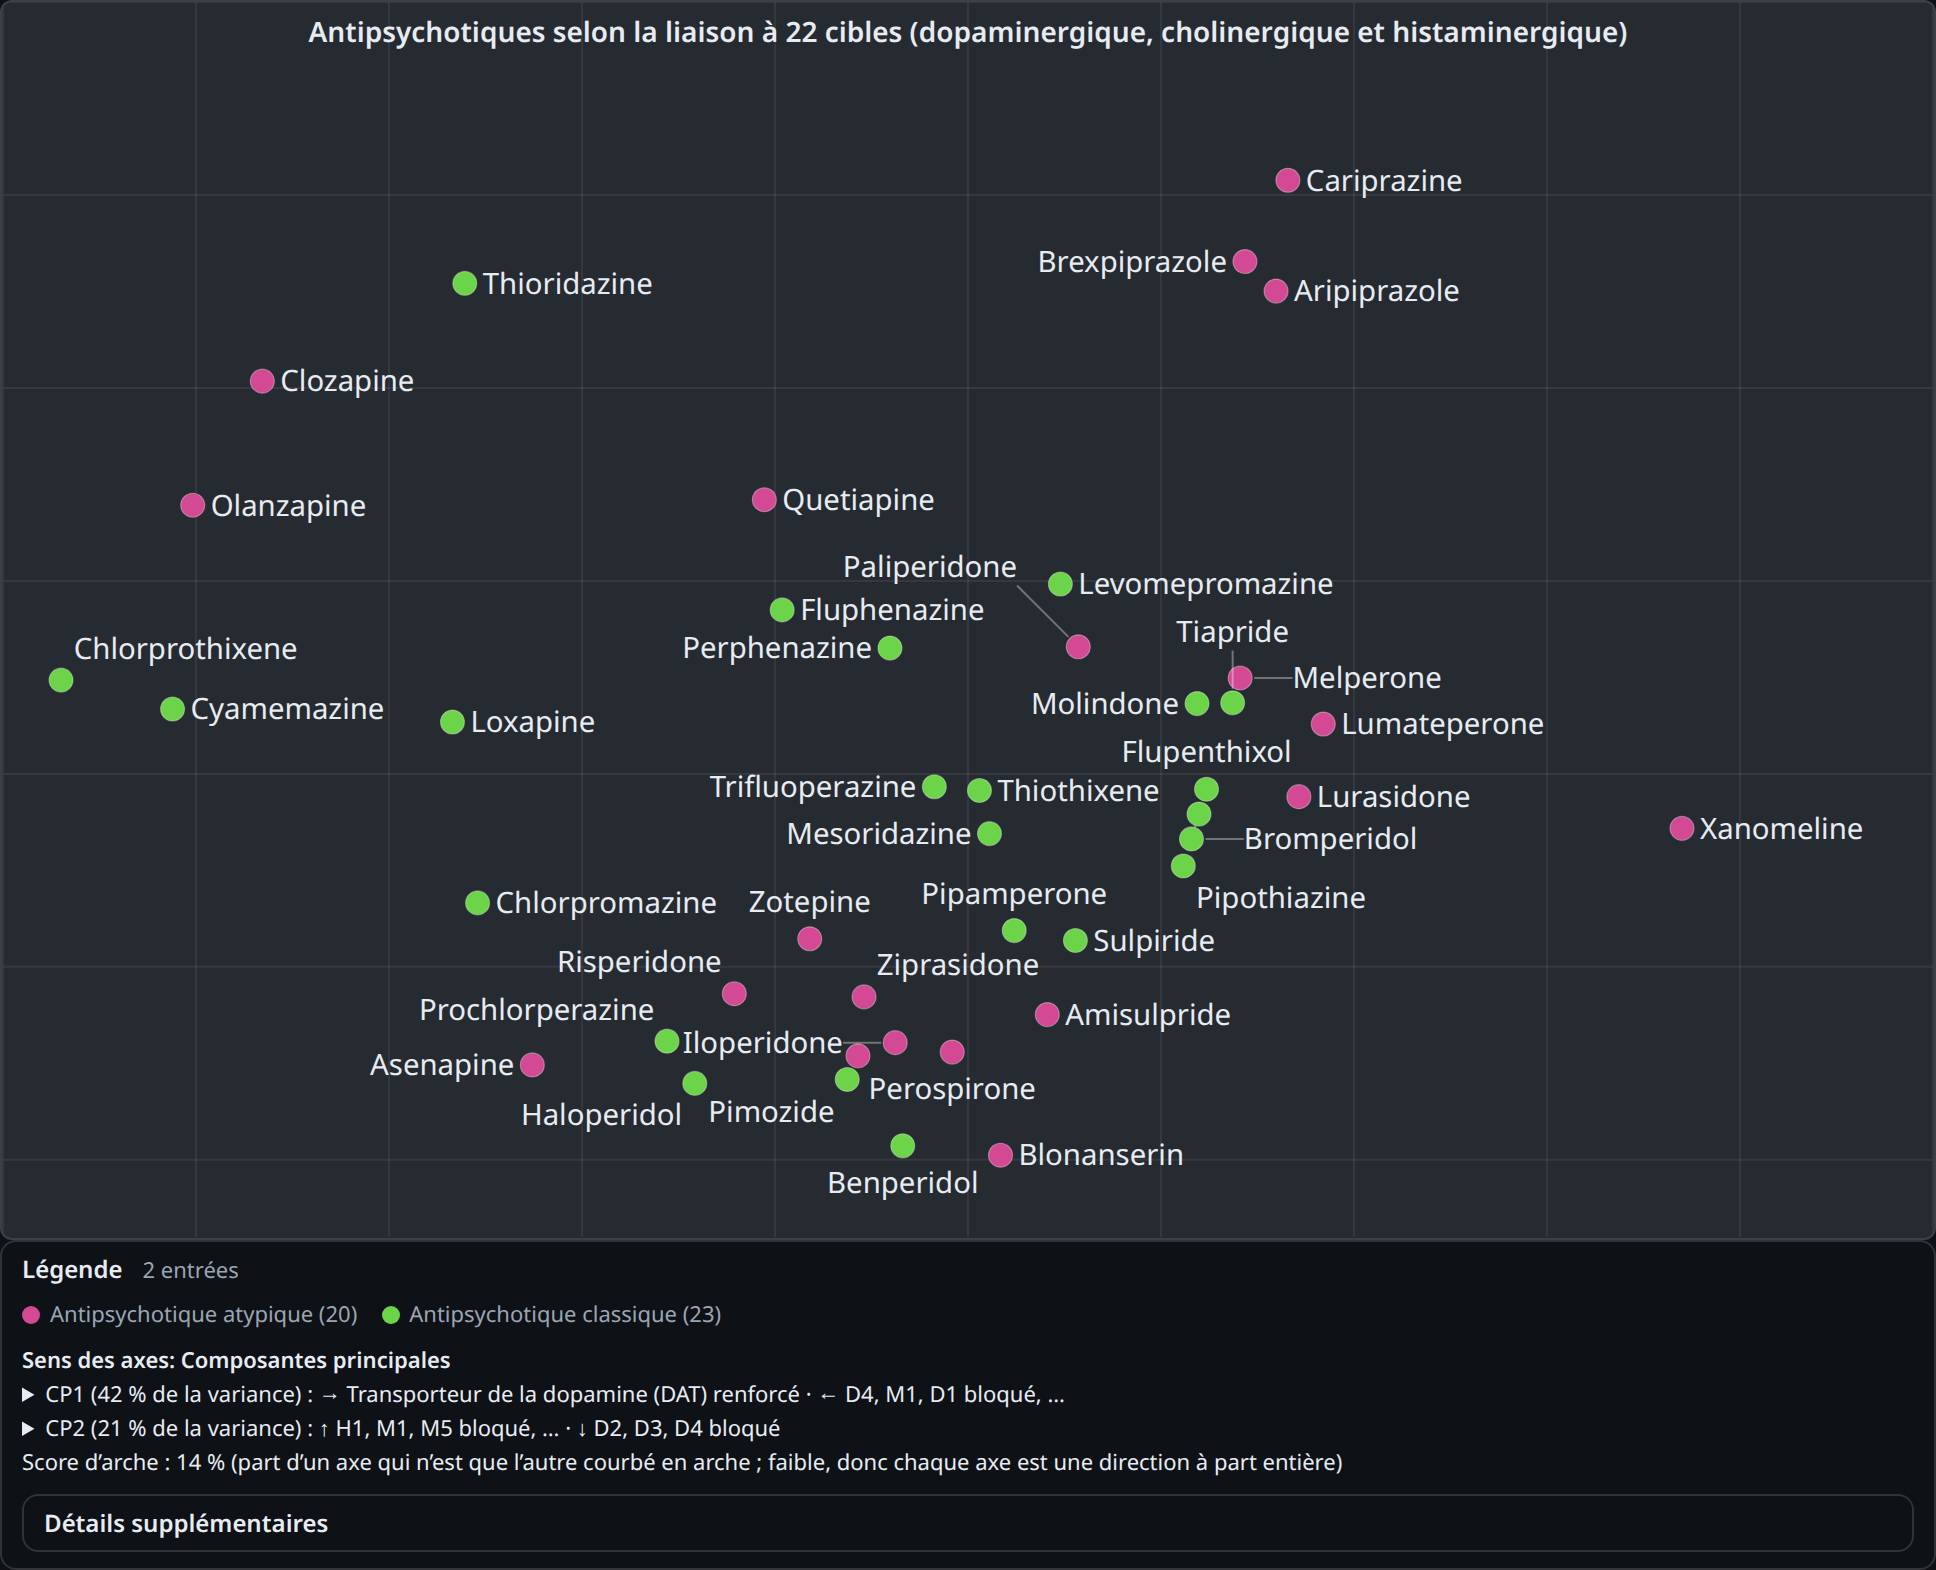 Antipsychotiques selon la liaison à 22 cibles (dopaminergique, cholinergique et histaminergique)
Cariprazine
Brexpiprazole
Thioridazine
Aripiprazole
Clozapine
Quetiapine
Olanzapine
Paliperidone
Levomepromazine
Fluphenazine
Tiapride
Perphenazine
Chlorprothixene
Melperone
Molindone
Cyamemazine
Loxapine
Lumateperone
Flupenthixol
Trifluoperazine
Thiothixene
Lurasidone
Xanomeline
Mesoridazine
Bromperidol
Pipamperone
Pipothiazine
Chlorpromazine
Zotepine
Sulpiride
Risperidone
Ziprasidone
Prochlorperazine
Amisulpride
Iloperidone
Asenapine
Perospirone
Haloperidol
Pimozide
Blonanserin
Benperidol
Légende 2 entrées
Antipsychotique atypique (20) Antipsychotique classique (23)
Sens des axes: Composantes principales
▶ CP1 (42 % de la variance) : → Transporteur de la dopamine (DAT) renforcé · ← D4, M1, D1 bloqué, ...
▶ CP2 (21 % de la variance) : ↑ H1, M1, M5 bloqué, ... · ↓ D2, D3, D4 bloqué
Score d’arche : 14 % (part d’un axe qui n’est que l’autre courbé en arche ; faible, donc chaque axe est une direction à part entière)
Détails supplémentaires